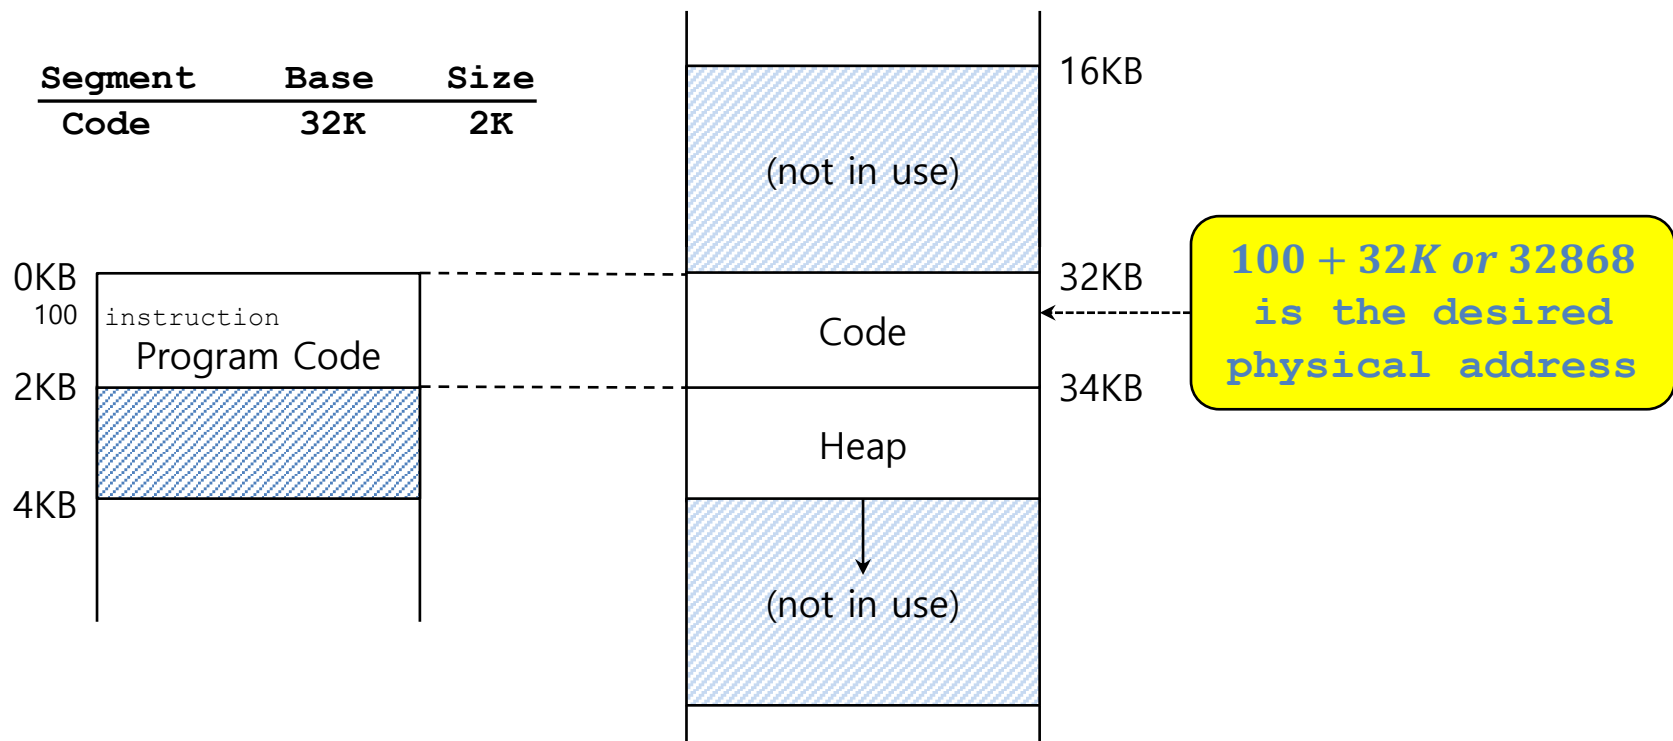 Segment Base Size
Code 32K 2K
0KB
100 instruction
Program Code
2KB
4KB
16KB
(not in use)
32KB
Code
34KB
Heap
(not in use)
100 + 32K or 32868
is the desired
physical address